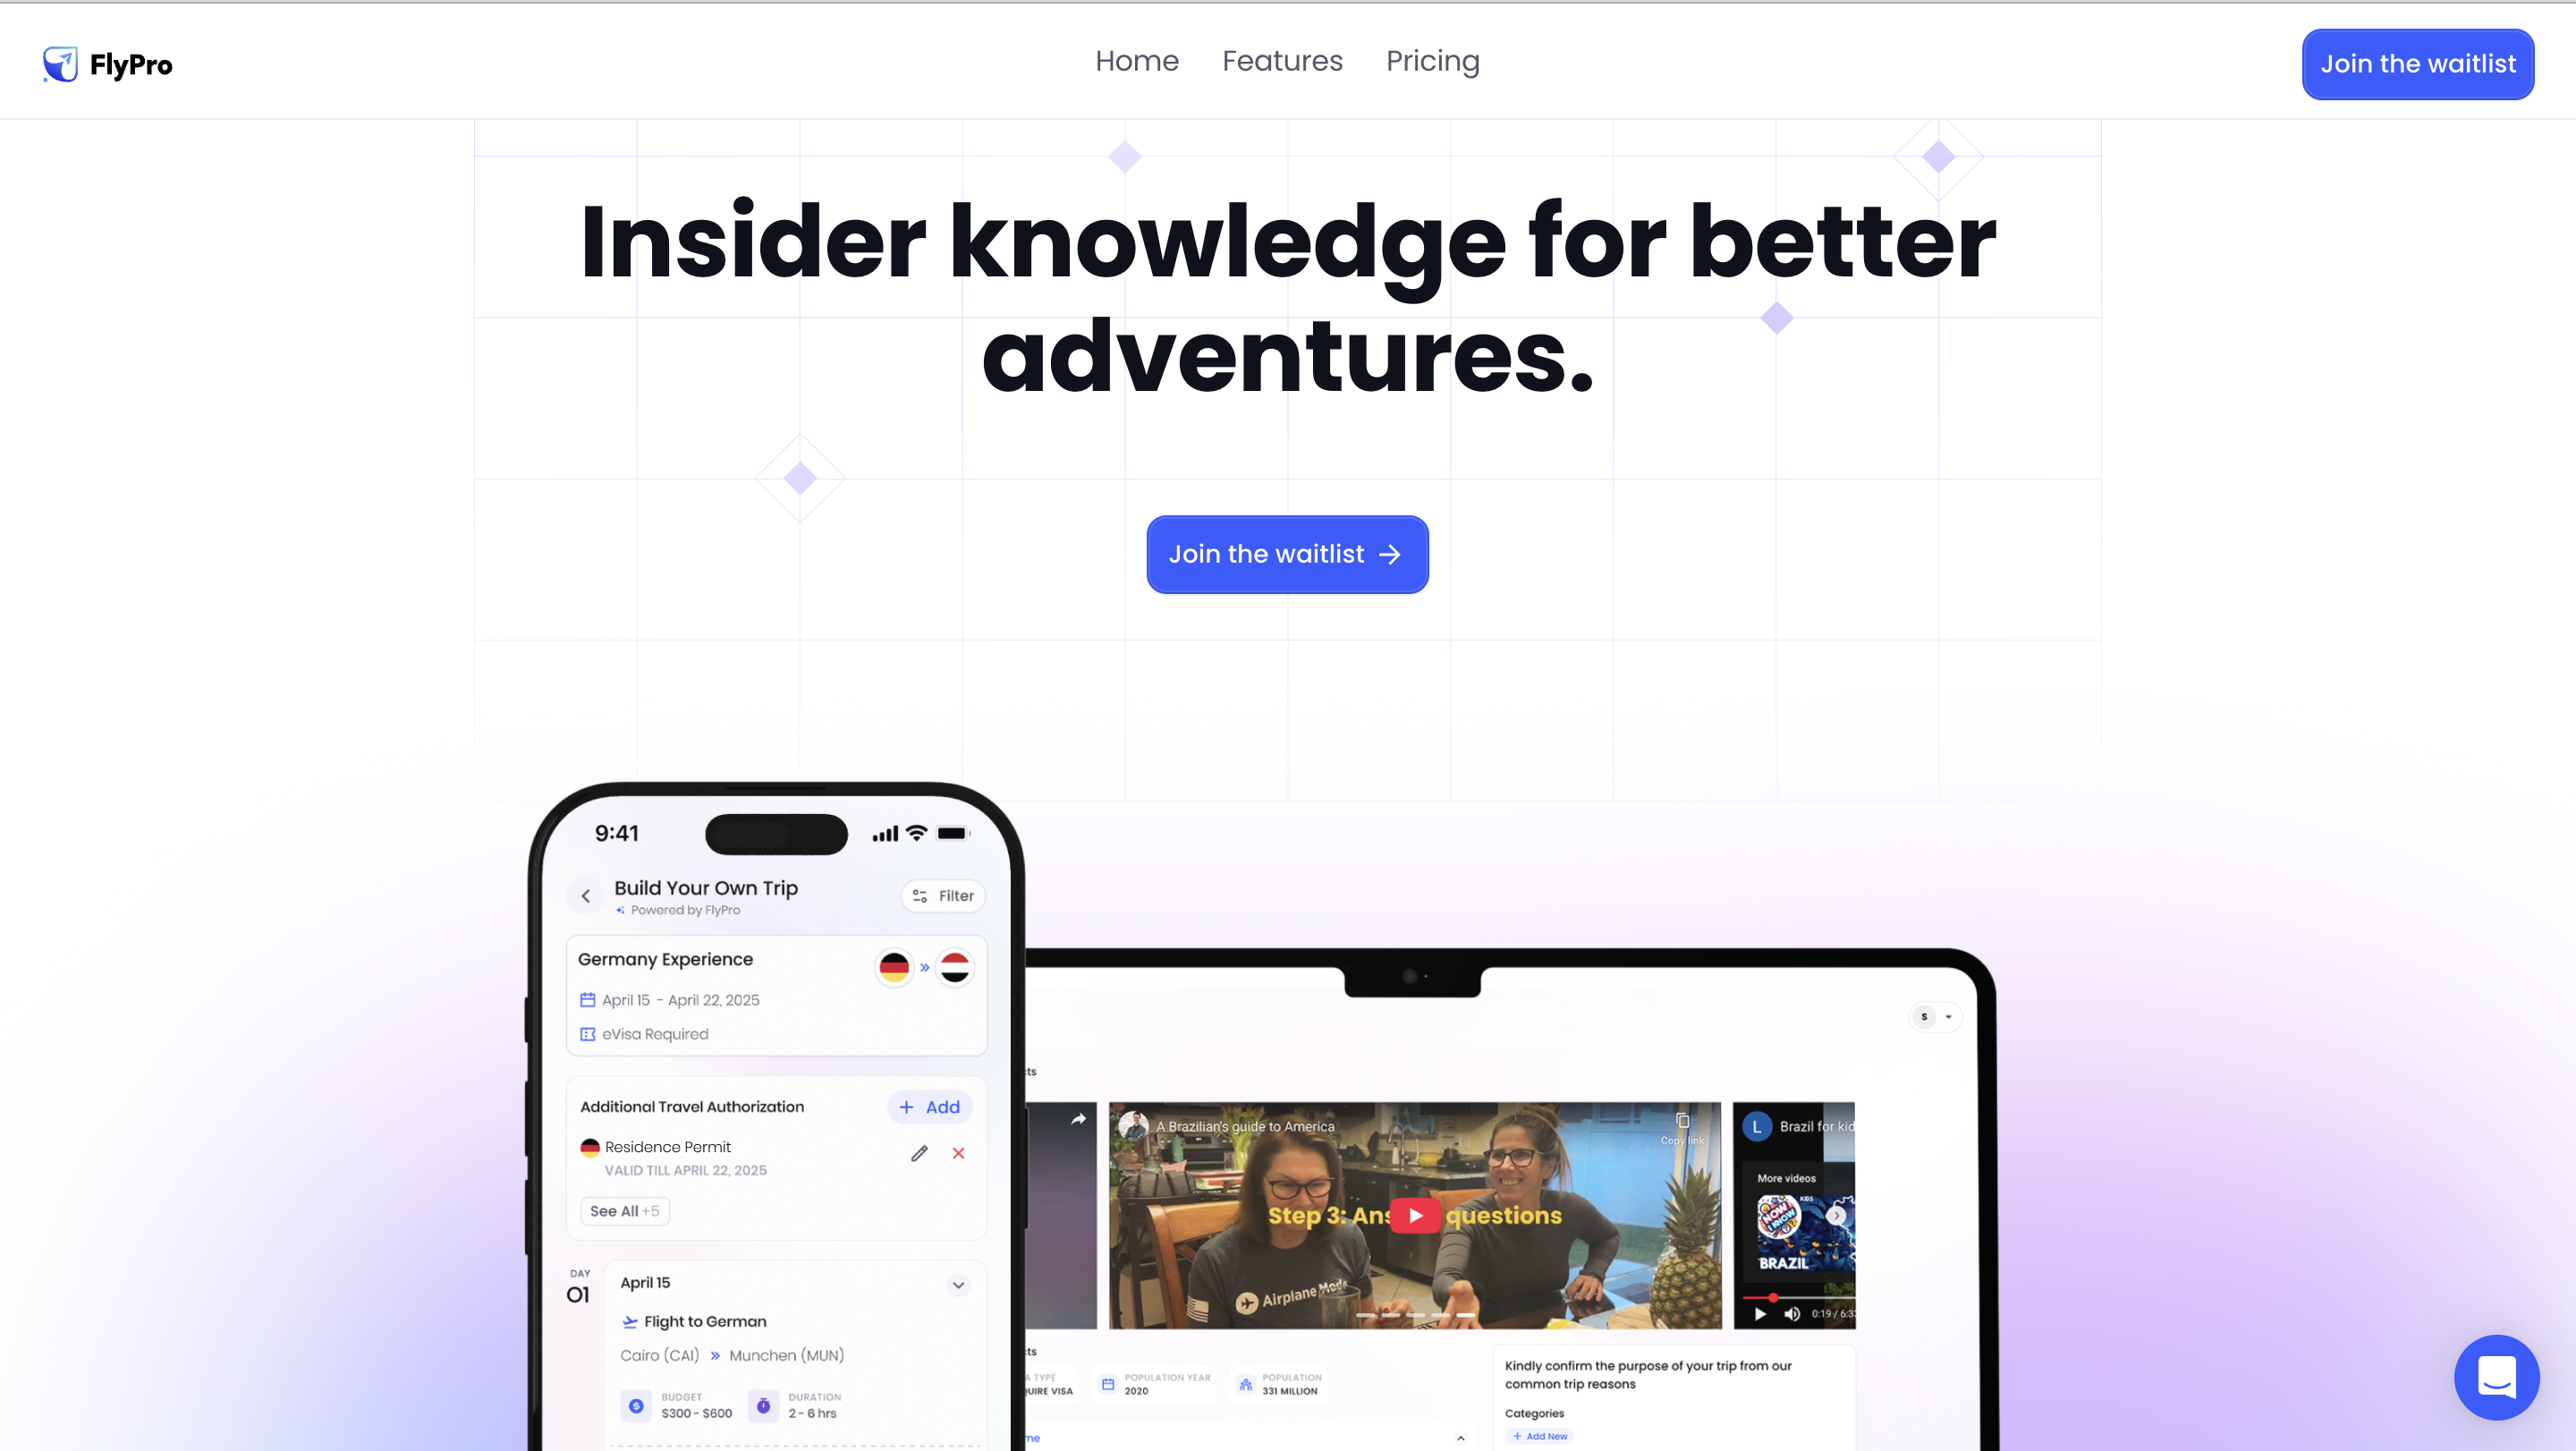 FlyPro
Home Features Pricing
Join the waitlist
Insider knowledge for better
adventures.
Join the waitlist
9:41
Build Your Own Trip
Powered by FlyPro
Filter
Germany Experience
April 15 - April 22, 2025
eVisa Required
Additional Travel Authorization
Add
Residence Permit
VALID TILL APRIL 22, 2025
See All +5
DAY
01
April 15
Flight to German
Cairo (CAI) Munchen (MUN)
BUDGET
$300 - $600
DURATION
2 - 6 hrs
S
A Brazilian's guide to America
Copy link
Step 3: questions
Airplane Mode
L
Brazil for
More videos
NOW
I KNOW
KIDS
BRAZIL
0:19
TYPE
VISA
POPULATION YEAR
2020
POPULATION
331 MILLION
Kindly confirm the purpose of your trip from our
common trip reasons
Categories
Add New